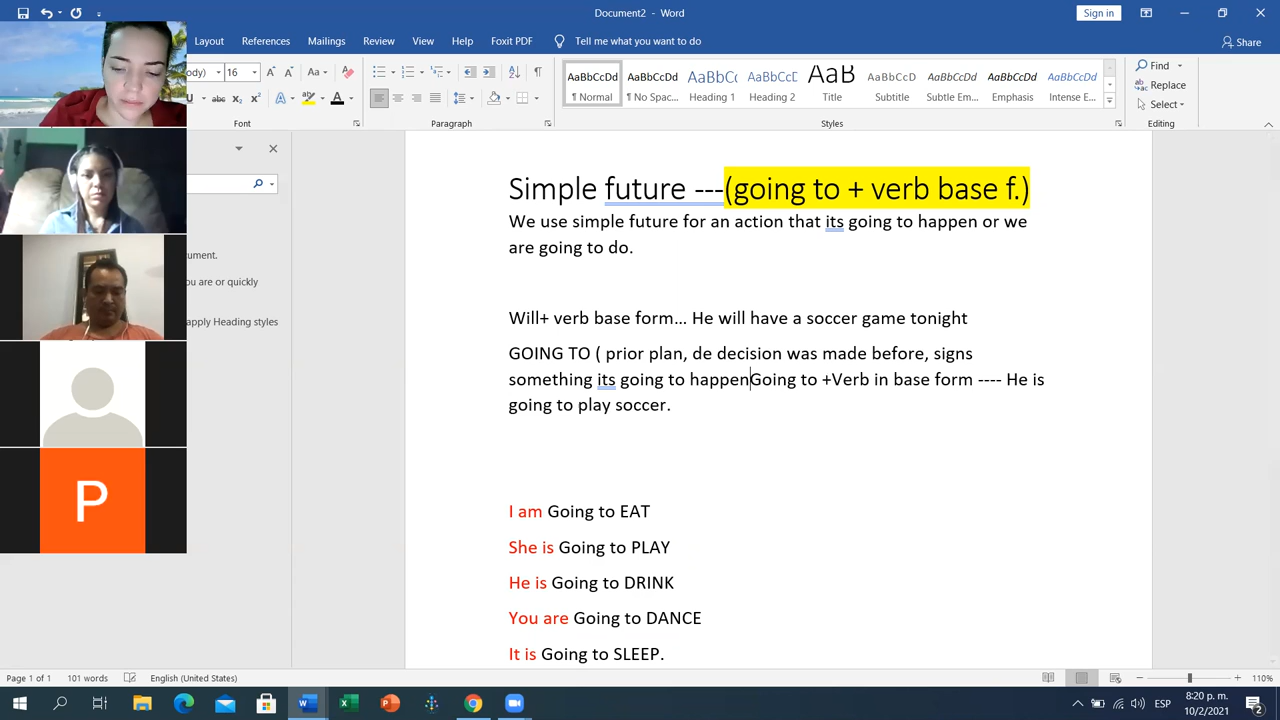 Document2 - Word
Sign in
Layout References Mailings Review View Help Foxit PDF Tell me what you want to do Share
16 Aa
AaBbCcDd AaBbCcDd AaBbC AaBbCcE AaB AaBbCcD AaBbCcDd AaBbCcDd AaBbCcDd
¶ Normal ¶ No Spac... Heading 1 Heading 2 Title Subtitle Subtle Em... Emphasis Intense E...
Find
Replace
Select
Font Paragraph Styles Editing
cument.
ou are or quickly
apply Heading styles
Simple future ---(going to + verb base f.)
We use simple future for an action that its going to happen or we
are going to do.
Will+ verb base form... He will have a soccer game tonight
GOING TO ( prior plan, de decision was made before, signs
something its going to happenGoing to +Verb in base form ---- He is
going to play soccer.
I am Going to EAT
She is Going to PLAY
He is Going to DRINK
You are Going to DANCE
It is Going to SLEEP.
P
Page 1 of 1 101 words English (United States) 110%
ESP 8:20 p. m.
10/2/2021 2